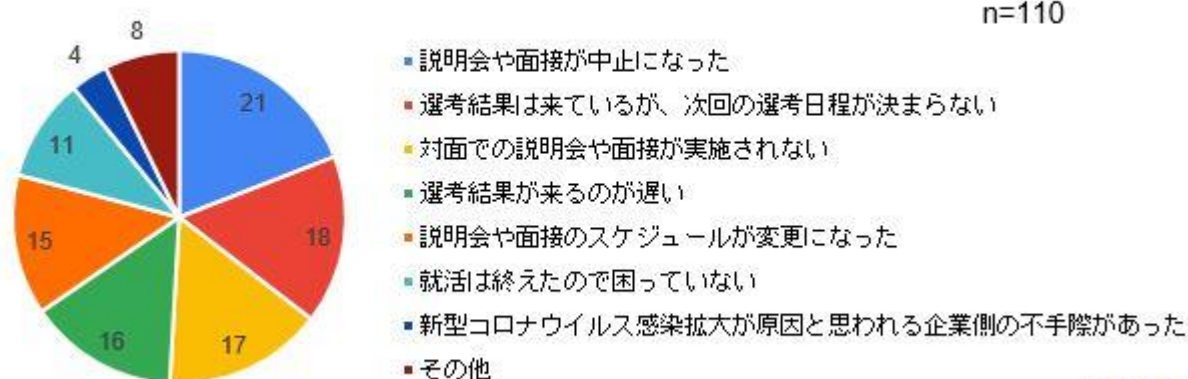 n=110
8
4
21
11
18
15
16
17
説明会や面接が中止になった
選考結果は来ているが、次回の選考日程が決まらない
対面での説明会や面接が実施されない
選考結果が来るのが遅い
説明会や面接のスケジュールが変更になった
就活は終えたので困っていない
新型コロナウイルス感染拡大が原因と思われる企業側の不手際があった
その他